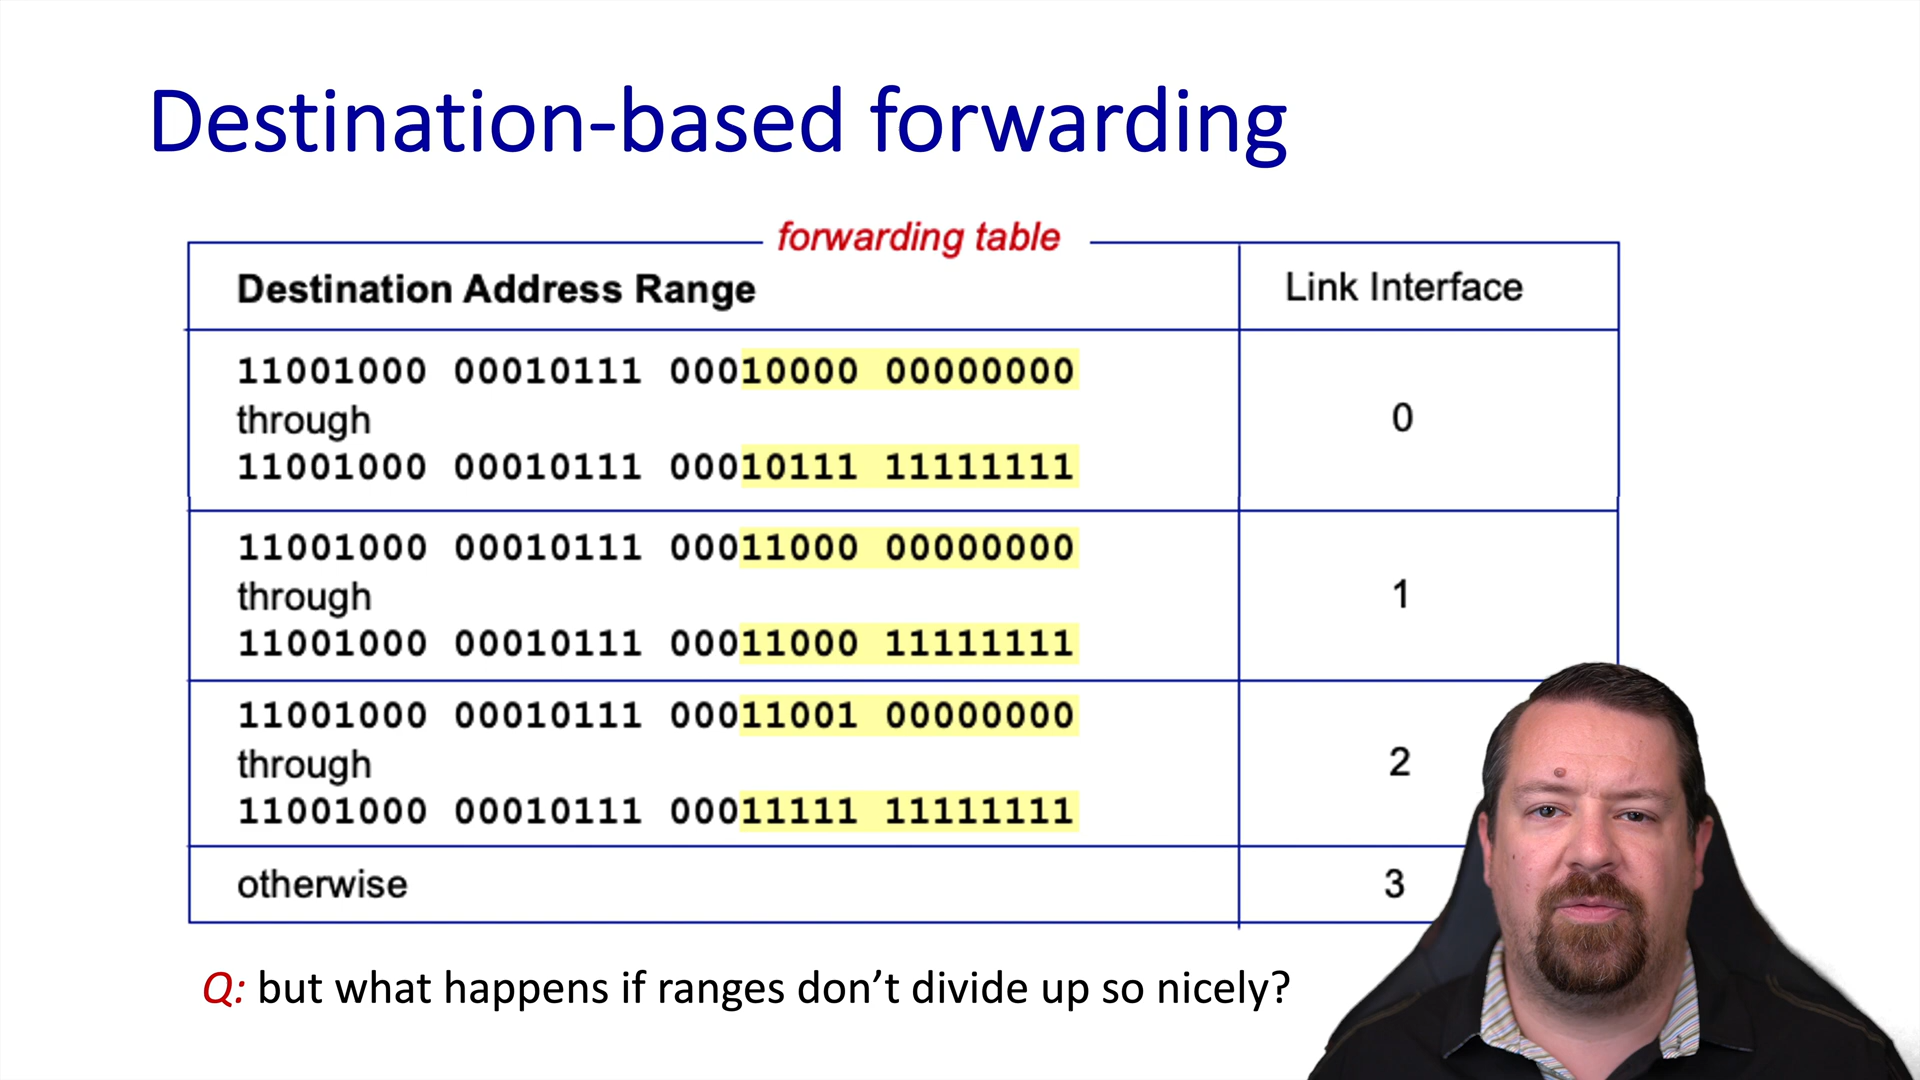 Destination-based forwarding
forwarding table
Destination Address Range
Link Interface
11001000 00010111 00010000 00000000
through
11001000 00010111 00010111 11111111
0
11001000 00010111 00011000 00000000
through
11001000 00010111 00011000 11111111
1
11001000 00010111 00011001 00000000
through
11001000 00010111 00011111 11111111
2
otherwise
3
Q: but what happens if ranges don’t divide up so nicely?